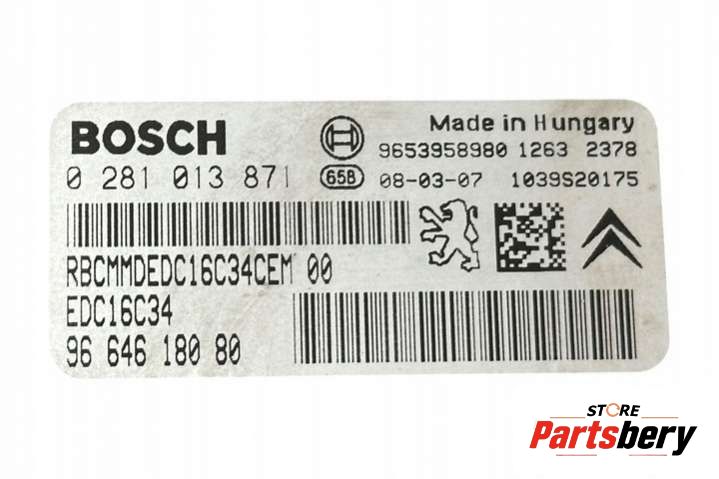 BOSCH
Made in Hungary
9653958980 1263 2378
0 281 013 871
65B
08-03-07 1039S20175
RBCMMDEDC16C34CEM 00
EDC16C34
96 646 180 80
STORE
Partsbery